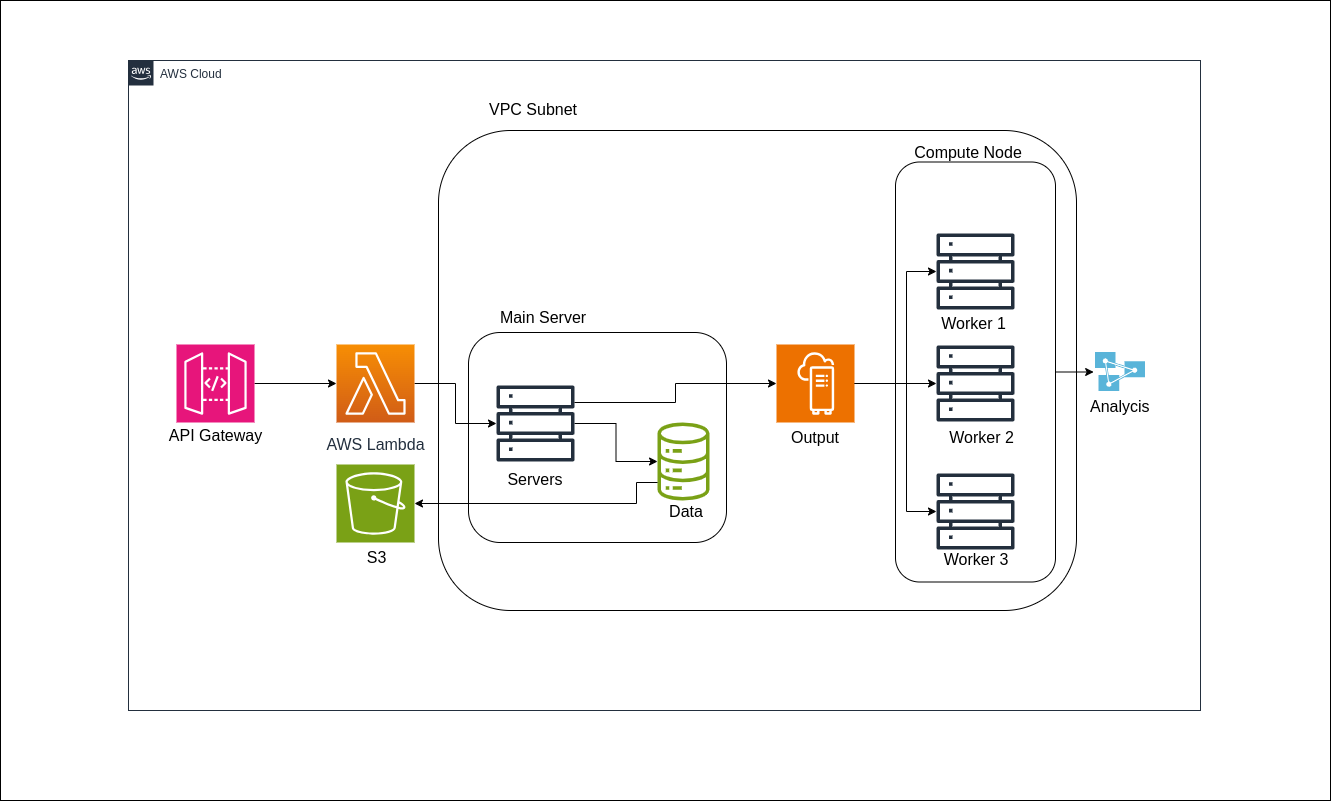 aws
AWS Cloud
VPC Subnet
Compute Node
Worker 1
Main Server
</>
API Gateway
AWS Lambda
Servers
Data
S3
Output
Worker 2
Worker 3
Analycis